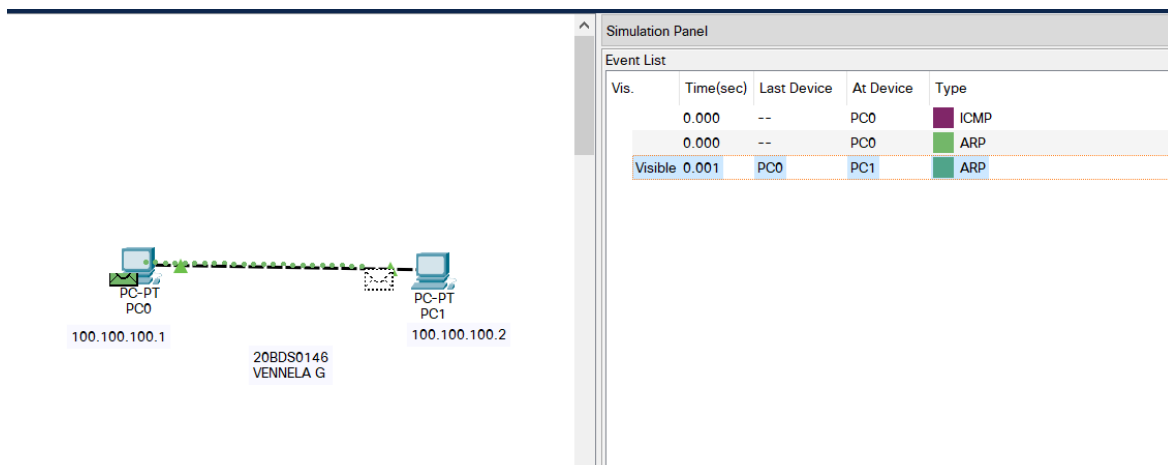 Simulation Panel
Event List
Vis. Time(sec) Last Device At Device Type
0.000 -- PC0 ICMP
0.000 -- PC0 ARP
Visible 0.001 PC0 PC1 ARP
PC-PT
PC0
100.100.100.1
PC-PT
PC1
100.100.100.2
20BDS0146
VENNELA G